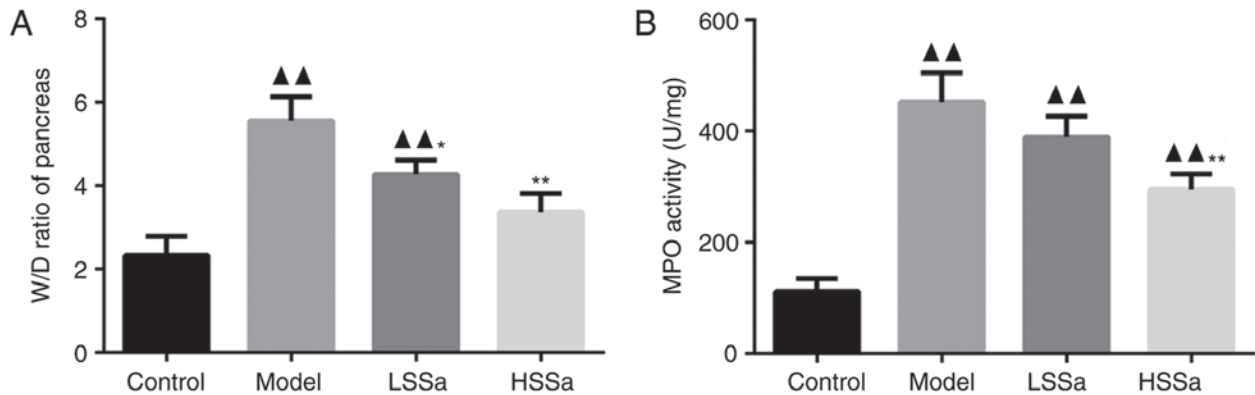 A
W/D ratio of pancreas
8
6
4
2
0
▲▲
▲▲*
**
Control Model LSSa HSSa
B
MPO activity (U/mg)
600
400
200
0
▲▲
▲▲
▲▲**
Control Model LSSa HSSa